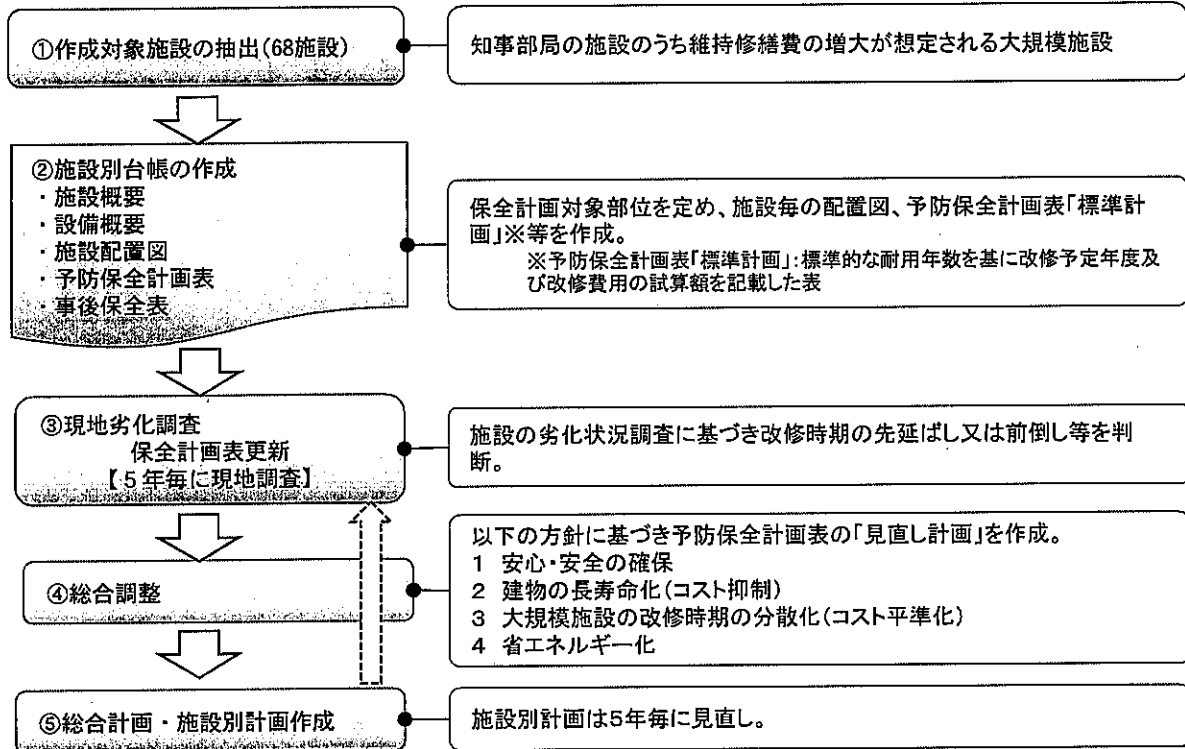 ①作成対象施設の抽出(68施設)
知事部局の施設のうち維持修繕費の増大が想定される大規模施設
②施設別台帳の作成
・施設概要
・設備概要
・施設配置図
・予防保全計画表
・事後保全表
保全計画対象部位を定め、施設毎の配置図、予防保全計画表「標準計
画」※等を作成。
※予防保全計画表「標準計画」:標準的な耐用年数を基に改修予定年度及
び改修費用の試算額を記載した表
③現地劣化調査
保全計画表更新
【5年毎に現地調査】
施設の劣化状況調査に基づき改修時期の先延ばし又は前倒し等を判
断。
④総合調整
以下の方針に基づき予防保全計画表の「見直し計画」を作成。
1 安心・安全の確保
2 建物の長寿命化(コスト抑制)
3 大規模施設の改修時期の分散化(コスト平準化)
4 省エネルギー化
⑤総合計画・施設別計画作成
施設別計画は5年毎に見直し。